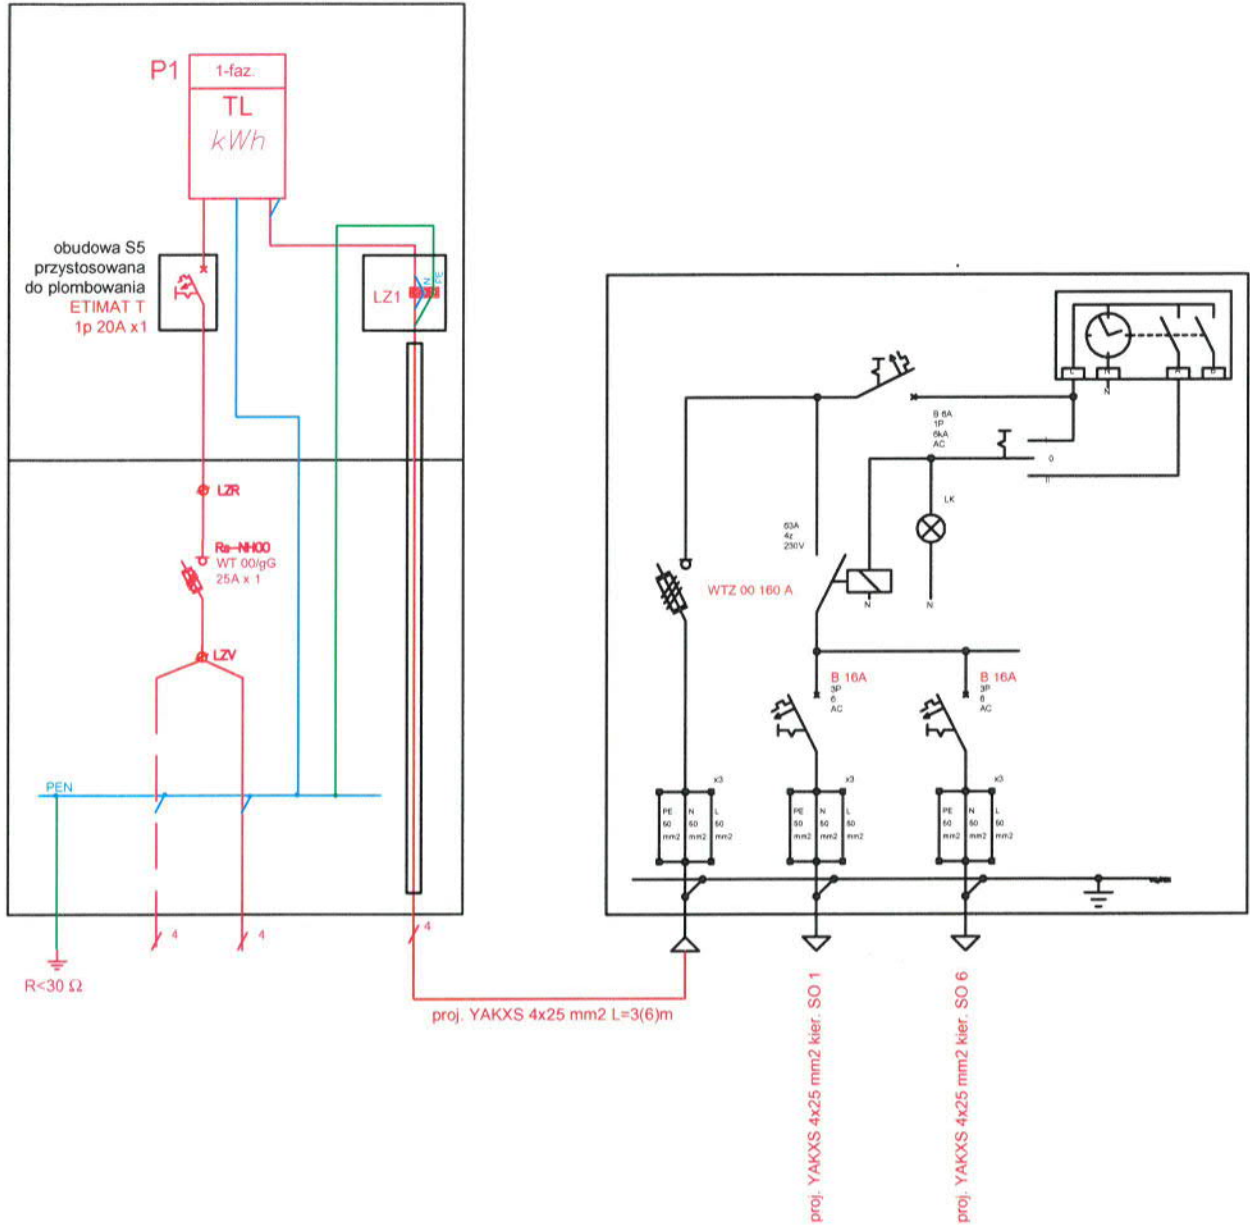 P1
1-faz.
TL
kWh
obudowa S5
przystosowana
do plombowania
ETIMAT T
1p 20A x1
LZ1
N
PE
LZR
WT 00/gG
25A x 1
LZV
PEN
4
4
4
R<30 Ω
proj. YAKXS 4x25 mm2 L=3(6)m
L
N
A
B
N
B 6A
1P
6kA
AC
I
0
II
LK
63A
4z
230V
WTZ 00 160 A
N
N
B 16A
3P
6
AC
B 16A
3P
6
AC
x3
x3
x3
PE
50
mm2
N
50
mm2
L
50
mm2
PE
50
mm2
N
50
mm2
L
50
mm2
PE
50
mm2
N
50
mm2
L
50
mm2
proj. YAKXS 4x25 mm2 kier. SO 1
proj. YAKXS 4x25 mm2 kier. SO 6